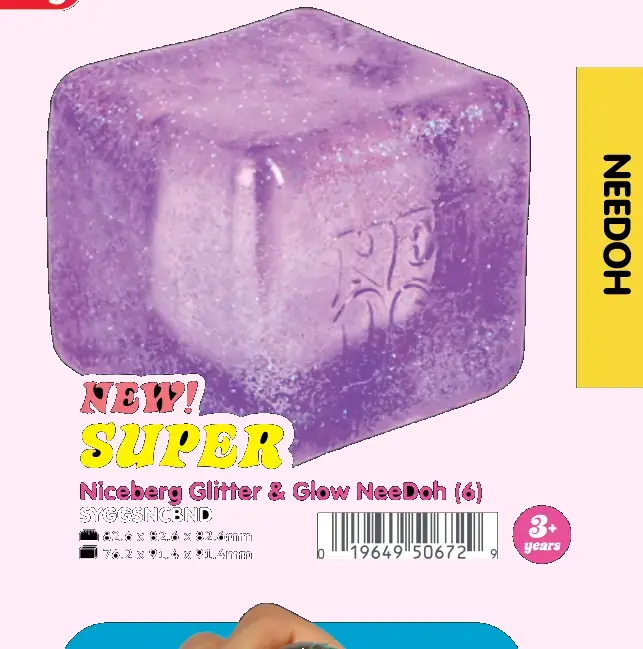 NEEDOH
NEW!
SUPER
Niceberg Glitter & Glow NeeDoh (6)
SYGGSNCBND
82.6 x 82.6 x 82.6mm
76.2 x 91.4 x 91.4mm
0 19649 50672 9
3+
years